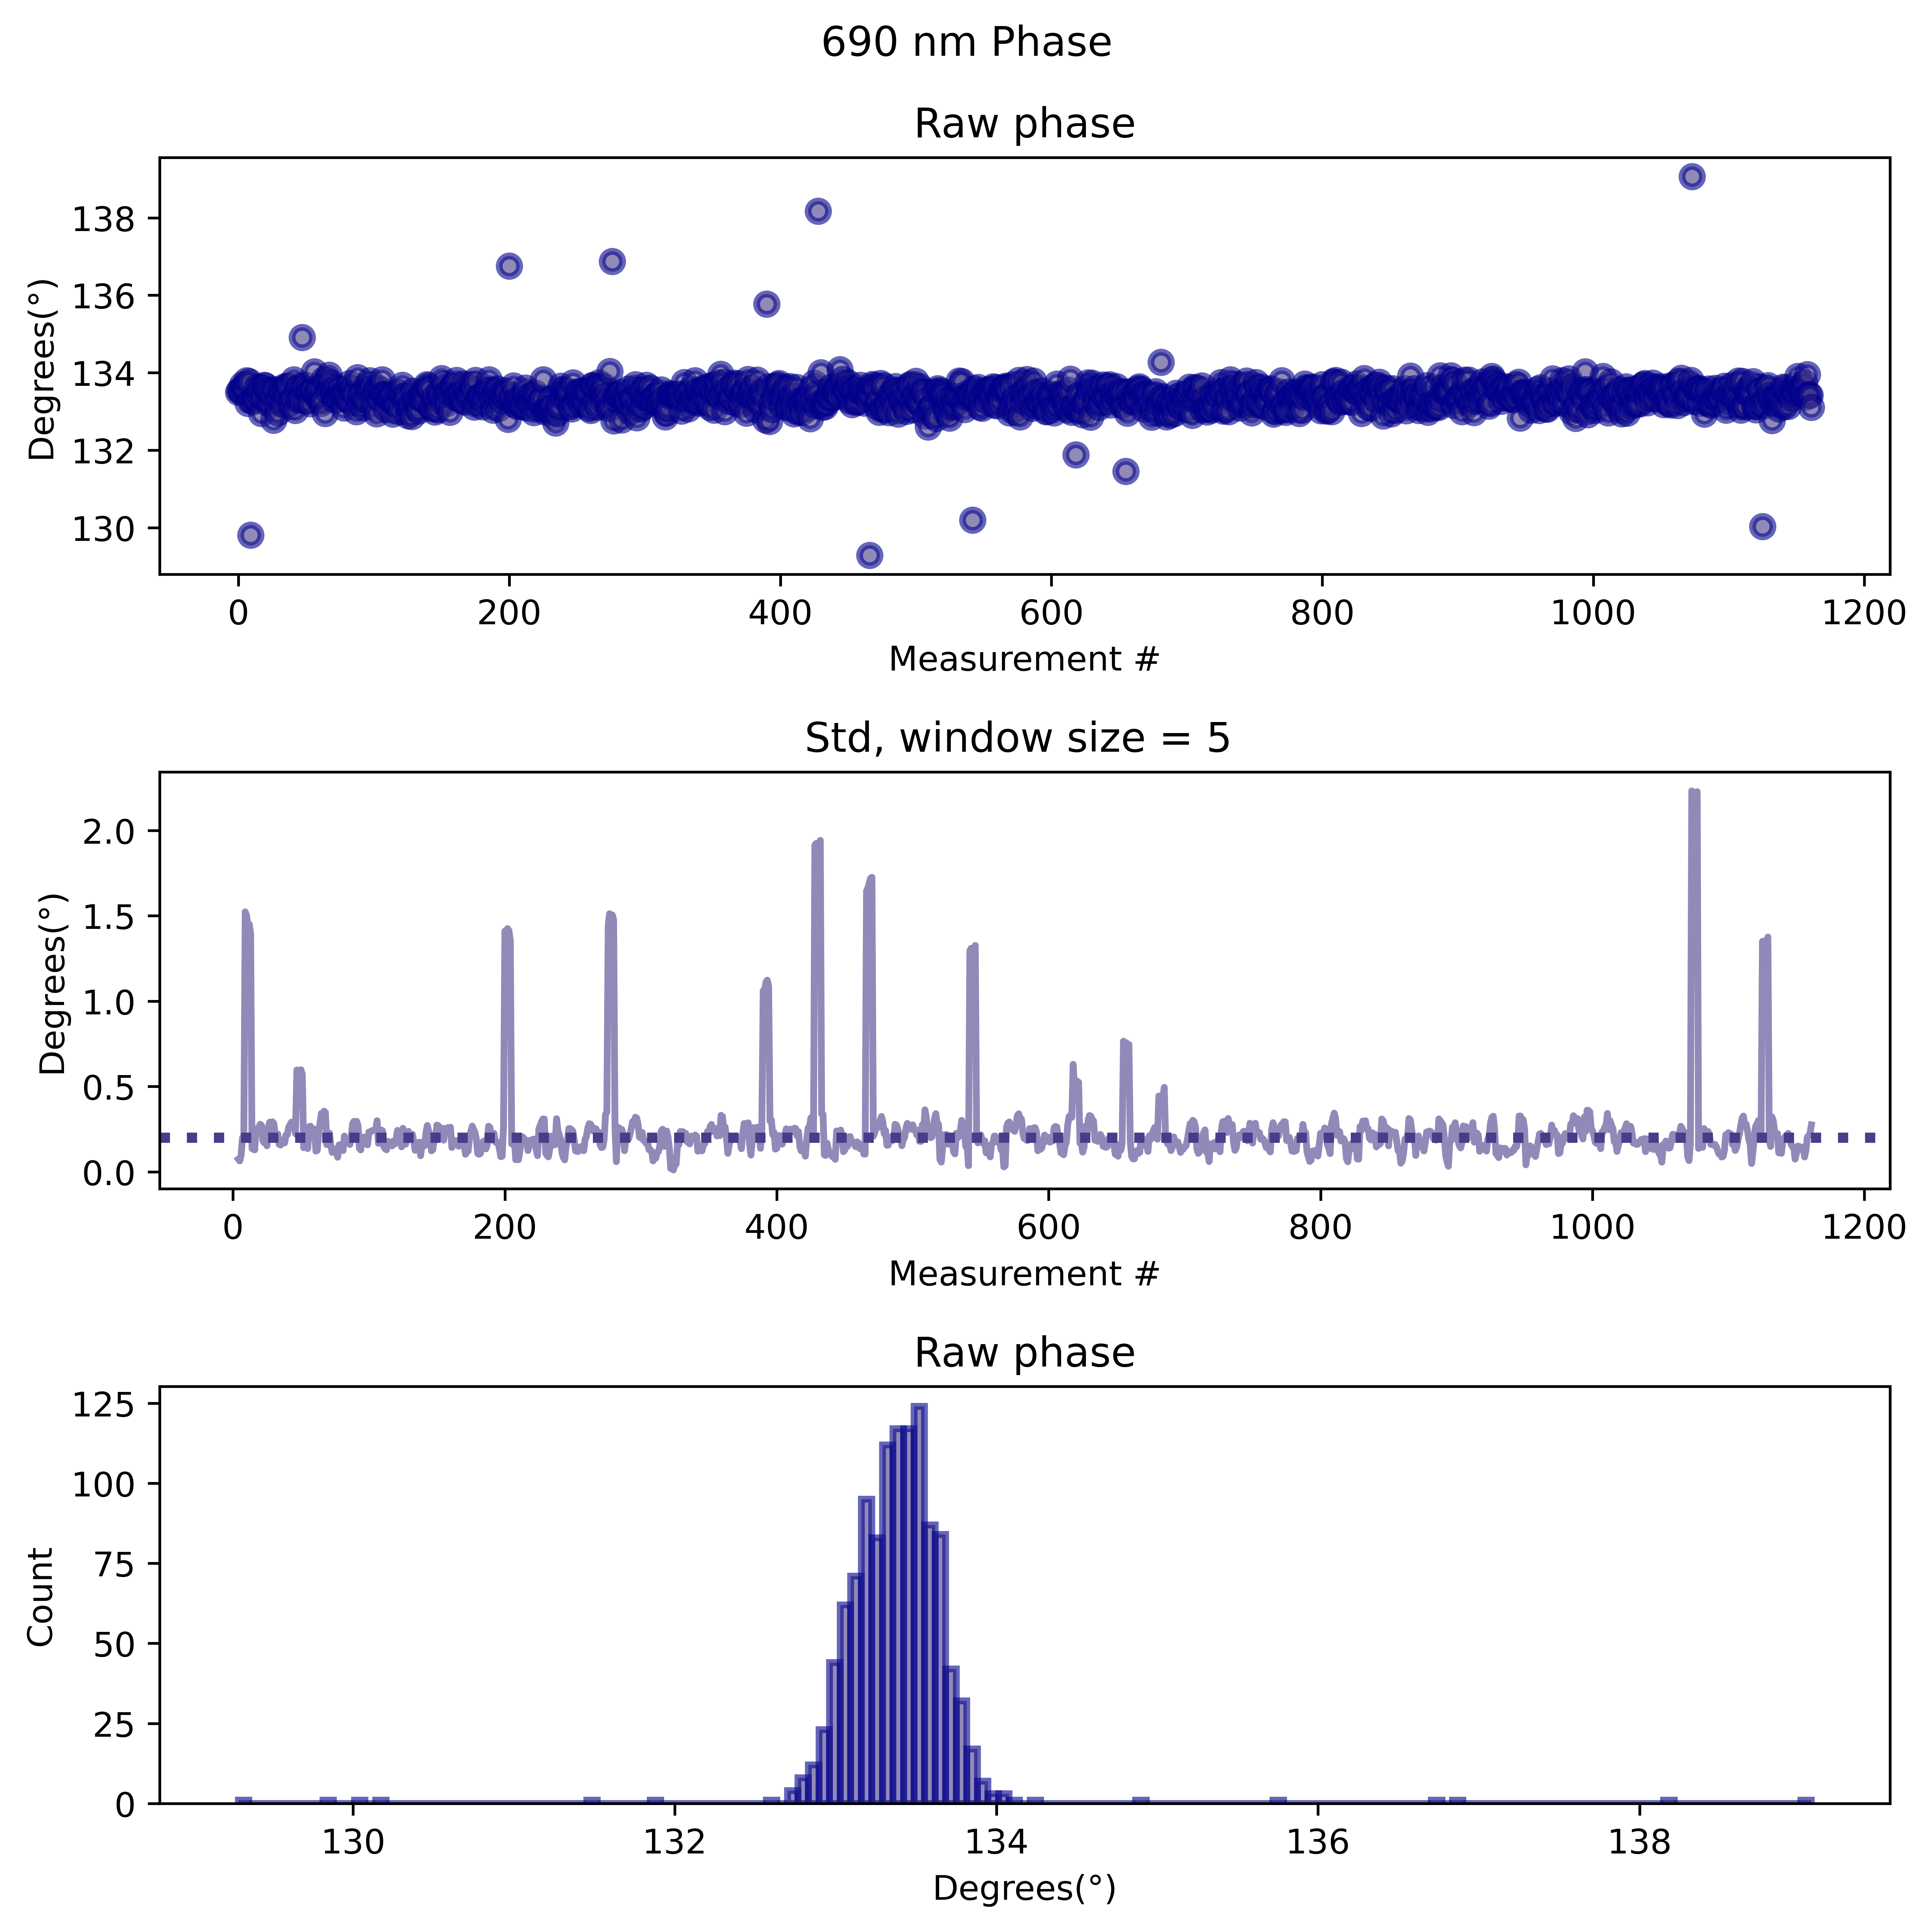 690 nm Phase
Raw phase
Degrees(°)
138
136
134
132
130
0 200 400 600 800 1000 1200
Measurement #
Std, window size = 5
Degrees(°)
2.0
1.5
1.0
0.5
0.0
0 200 400 600 800 1000 1200
Measurement #
Raw phase
Count
125
100
75
50
25
0
130 132 134 136 138
Degrees(°)